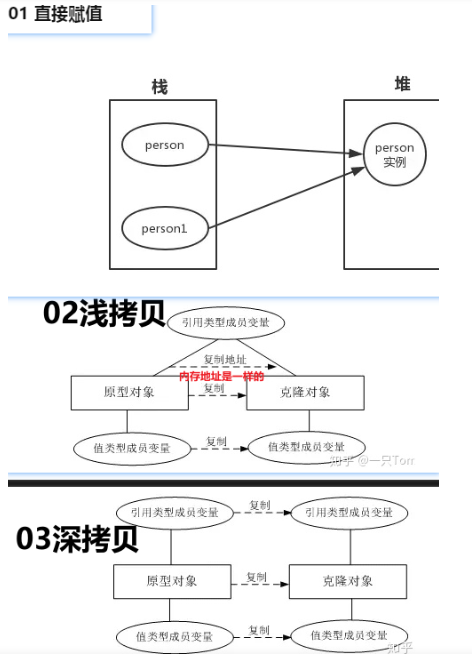 01 直接赋值
栈
堆
person
person
实例
person1
02浅拷贝
引用类型成员变量
复制地址
内存地址是一样的
原型对象
复制
克隆对象
值类型成员变量
复制
值类型成员变量
知乎 @一只Tom
03深拷贝
引用类型成员变量
复制
引用类型成员变量
原型对象
复制
克隆对象
值类型成员变量
复制
值类型成员变量
知乎